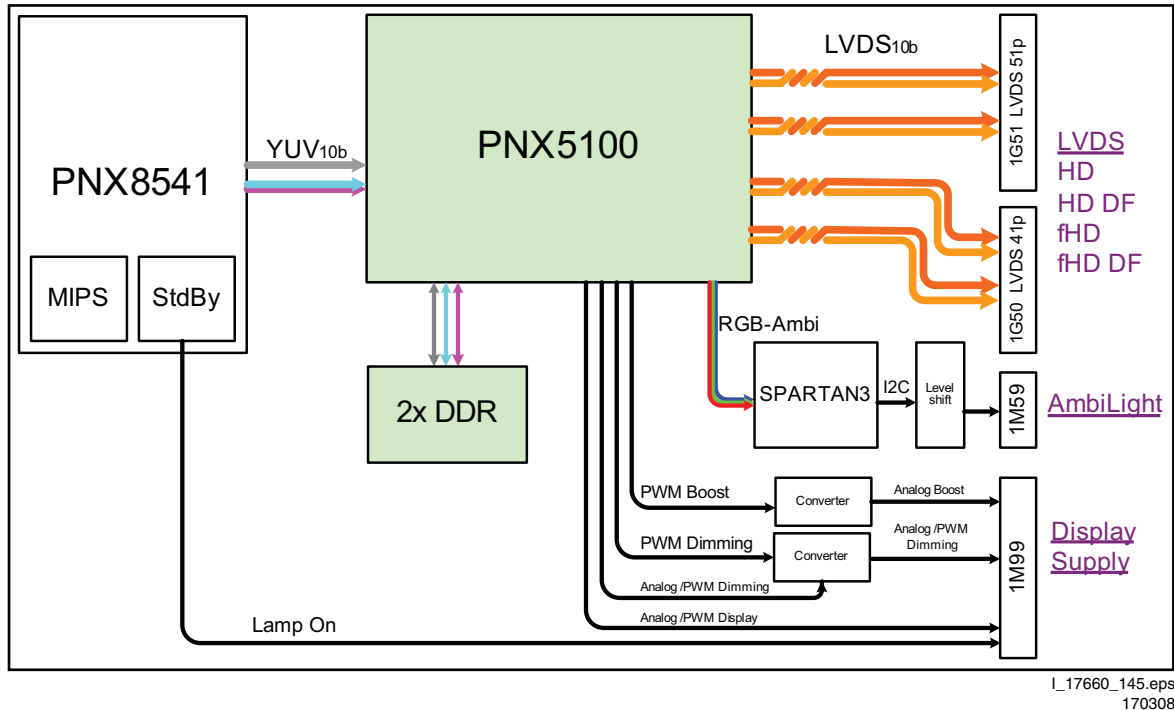 LVDS10b
PNX8541
YUV10b
PNX5100
1G51 LVDS 51p
LVDS
HD
HD DF
fHD
fHD DF
1G50 LVDS 41p
MIPS
StdBy
RGB-Ambi
2x DDR
SPARTAN3
I2C
Level
shift
1M59
AmbiLight
PWM Boost
Converter
Analog Boost
PWM Dimming
Converter
Analog /PWM
Dimming
Analog /PWM Dimming
Analog /PWM Display
Lamp On
1M99
Display
Supply
I_17660_145.eps
170308